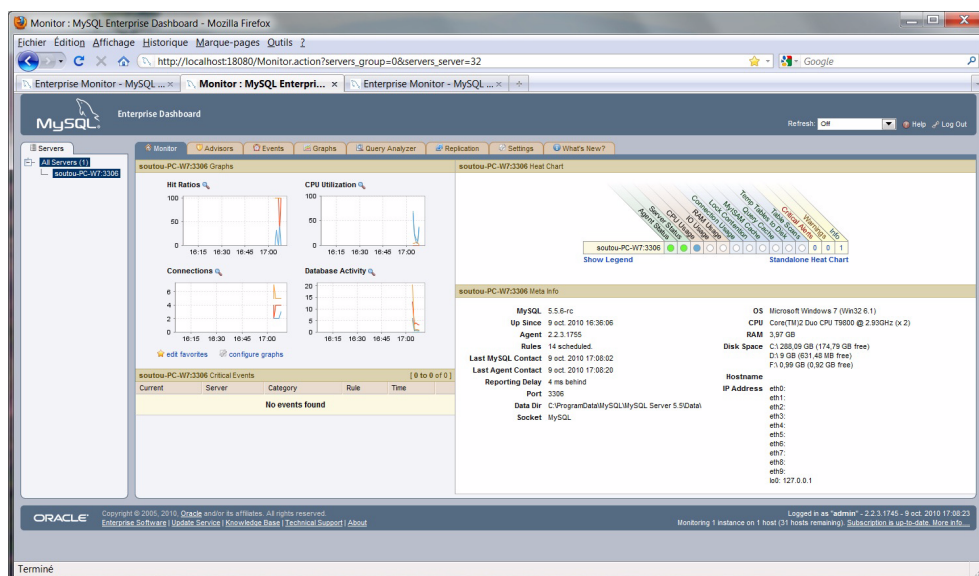 Monitor : MySQL Enterprise Dashboard - Mozilla Firefox
Eichier Édition Affichage Historique Marque-pages Outils ?
http://localhost:18080/Monitor.action?servers_group=0&servers_server=32
Google
Enterprise Monitor - MySQL ... ×
Monitor : MySQL Enterpri... ×
Enterprise Monitor - MySQL ... ×
MySQL. Enterprise Dashboard
Refresh: Off Help Log Out
Servers
All Servers (1)
soutou-PC-W7:3306
Monitor Advisors Events Graphs Query Analyzer Replication Settings What's New?
soutou-PC-W7:3306 Graphs
Hit Ratios
100
50
0
16:15 16:30 16:45 17:00
CPU Utilization
100
50
0
16:15 16:30 16:45 17:00
Connections
6
4
2
0
16:15 16:30 16:45 17:00
Database Activity
20
15
10
5
0
16:15 16:30 16:45 17:00
edit favorites configure graphs
soutou-PC-W7:3306 Critical Events [ 0 to 0 of 0 ]
Current Server Category Rule Time
No events found
soutou-PC-W7:3306 Heat Chart
Agent Status
Server Status
CPU Usage
IO Usage
RAM Usage
Connection Usage
Lock Contention
MyISAM Cache
Query Cache
Temp Tables to Disk
Table Scans
Critical Alerts
Warnings
Info
soutou-PC-W7:3306 0 0 1
Show Legend Standalone Heat Chart
soutou-PC-W7:3306 Meta Info
MySQL 5.5.6-rc
Up Since 9 oct. 2010 16:36:06
Agent 2.2.3.1755
Rules 14 scheduled.
Last MySQL Contact 9 oct. 2010 17:08:02
Last Agent Contact 9 oct. 2010 17:08:20
Reporting Delay 4 ms behind
Port 3306
Data Dir C:\ProgramData\MySQL\MySQL Server 5.5\Data\
Socket MySQL
OS Microsoft Windows 7 (Win32 6.1)
CPU Core(TM)2 Duo CPU T9800 @ 2.93GHz (x 2)
RAM 3,97 GB
Disk Space C:\ 288,09 GB (174,79 GB free)
D:\ 9 GB (631,48 MB free)
F:\ 0,99 GB (0,92 GB free)
Hostname
IP Address eth0:
eth1:
eth2:
eth3:
eth4:
eth5:
eth6:
eth7:
eth8:
eth9:
lo0: 127.0.0.1
ORACLE
Copyright © 2005, 2010, Oracle and/or its affiliates. All rights reserved.
Enterprise Software | Update Service | Knowledge Base | Technical Support | About
Logged in as "admin" - 2.2.3.1745 - 9 oct. 2010 17:08:23
Monitoring 1 instance on 1 host (31 hosts remaining). Subscription is up-to-date. More info....
Terminé